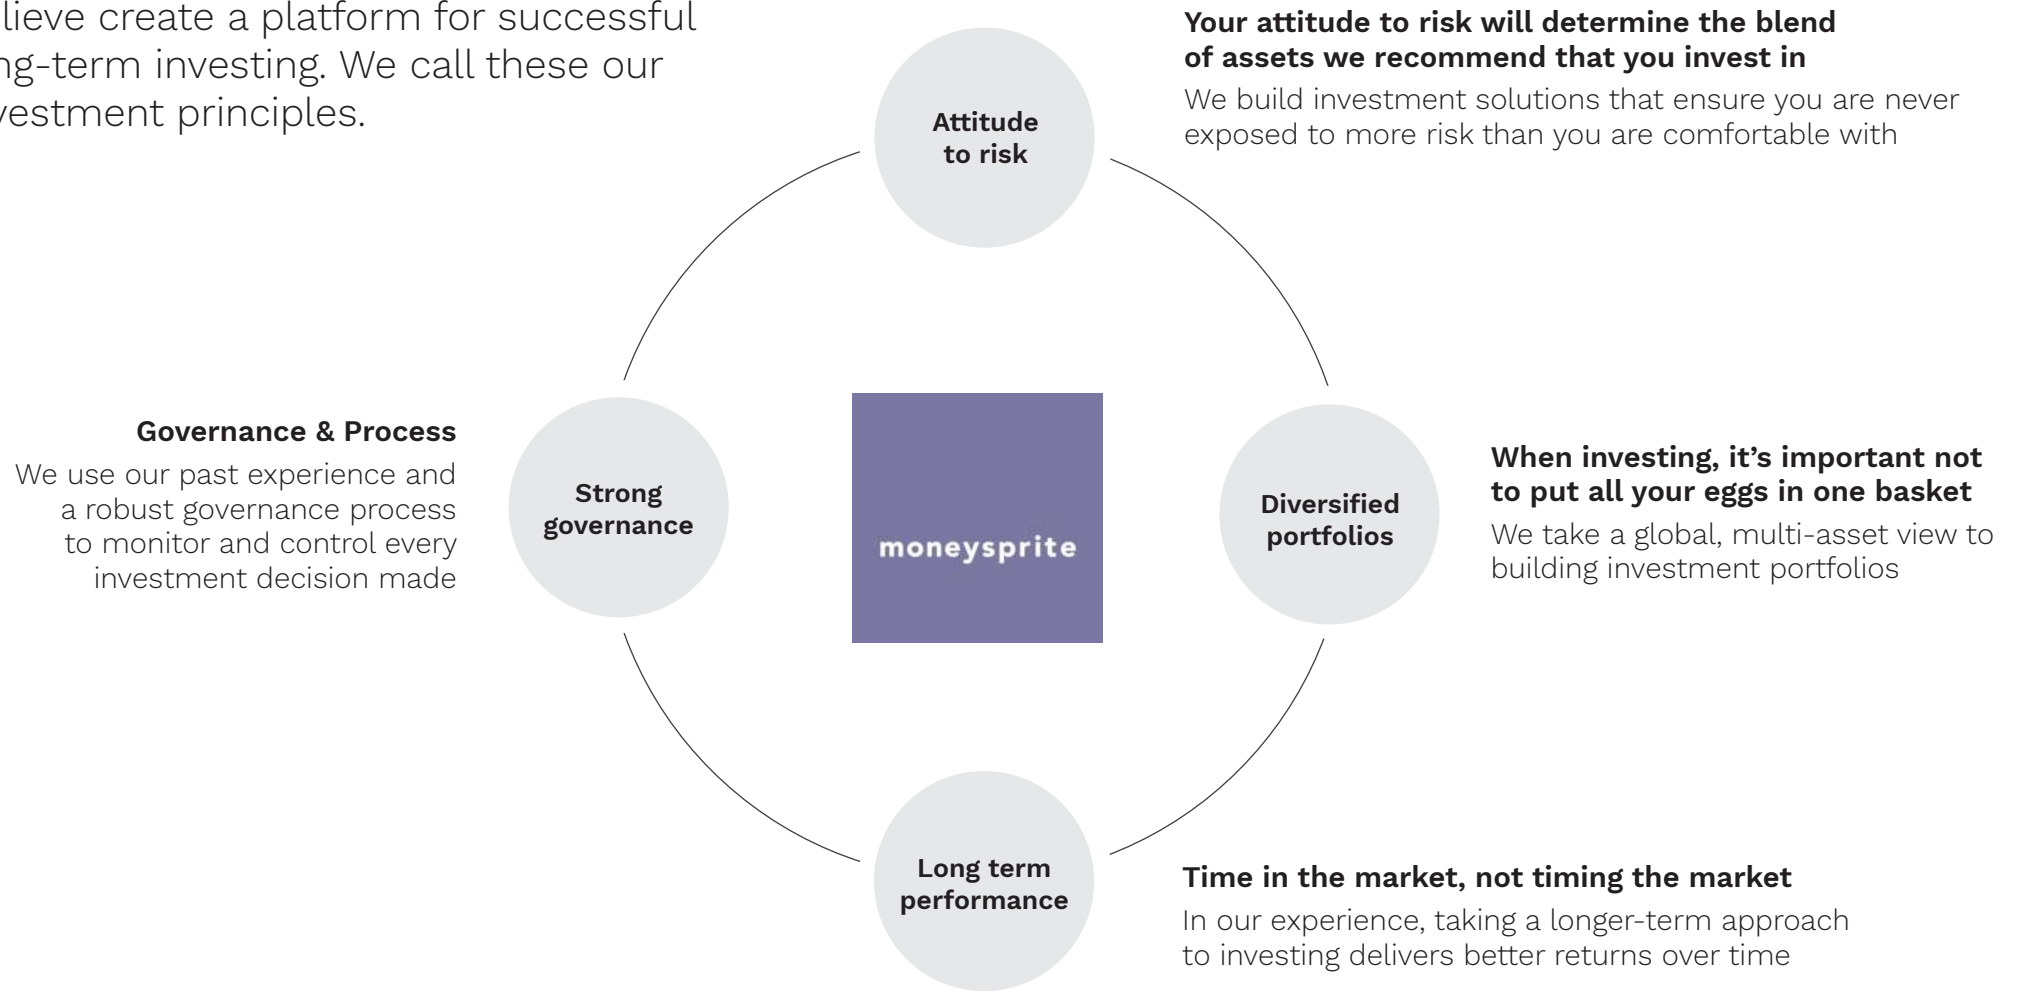 lieve create a platform for successful
ng-term investing. We call these our
vestment principles.
Attitude
to risk
Your attitude to risk will determine the blend
of assets we recommend that you invest in
We build investment solutions that ensure you are never
exposed to more risk than you are comfortable with
Governance & Process
We use our past experience and
a robust governance process
to monitor and control every
investment decision made
Strong
governance
moneysprite
Diversified
portfolios
When investing, it’s important not
to put all your eggs in one basket
We take a global, multi-asset view to
building investment portfolios
Long term
performance
Time in the market, not timing the market
In our experience, taking a longer-term approach
to investing delivers better returns over time